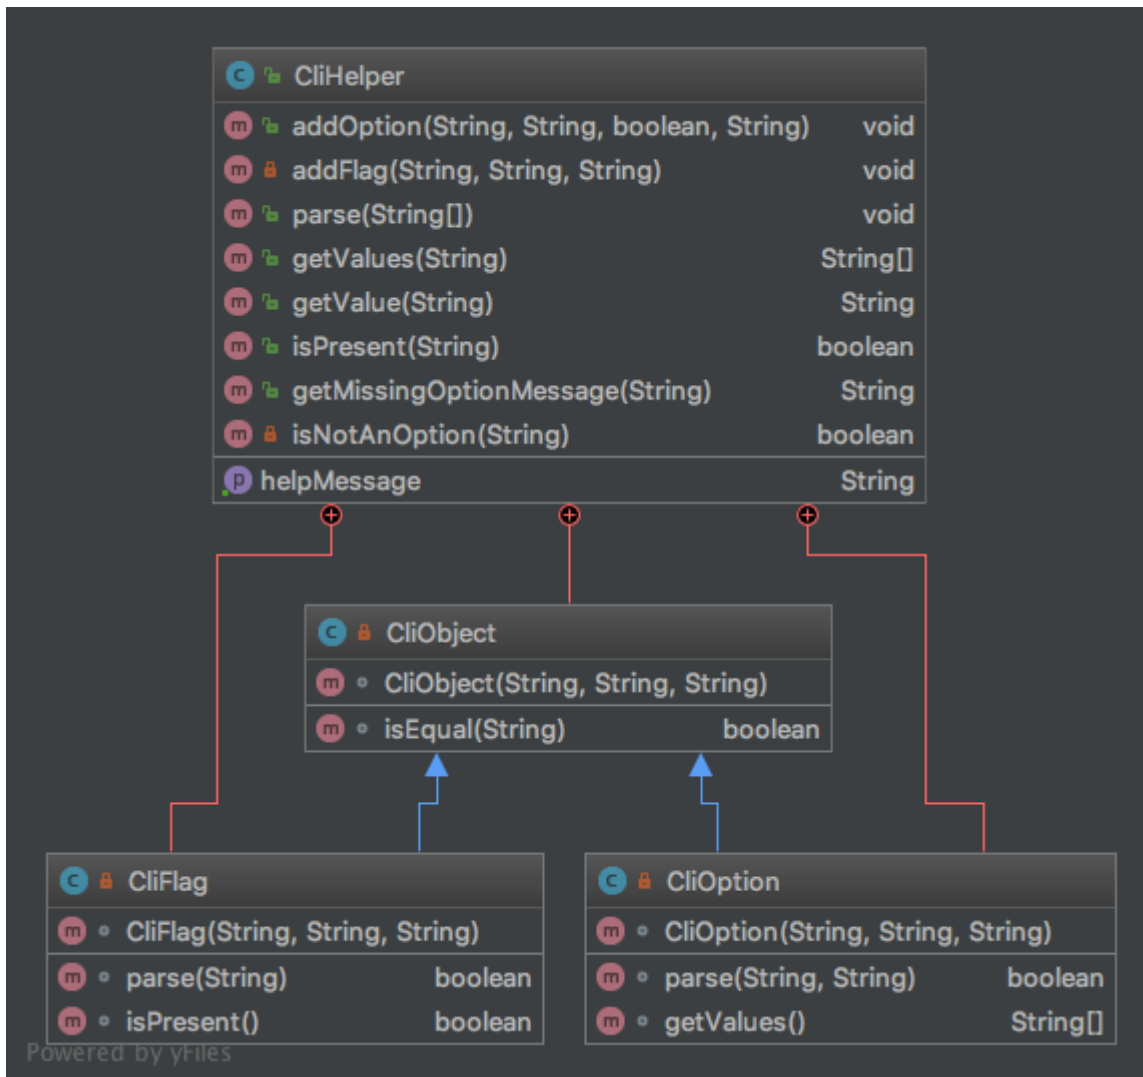 CliHelper
addOption(String, String, boolean, String) void
addFlag(String, String, String) void
parse(String[]) void
getValues(String) String[]
getValue(String) String
isPresent(String) boolean
getMissingOptionMessage(String) String
isNotAnOption(String) boolean
helpMessage String
CliObject
CliObject(String, String, String)
isEqual(String) boolean
CliFlag
CliFlag(String, String, String)
parse(String) boolean
isPresent() boolean
CliOption
CliOption(String, String, String)
parse(String, String) boolean
getValues() String[]
Powered by yFiles